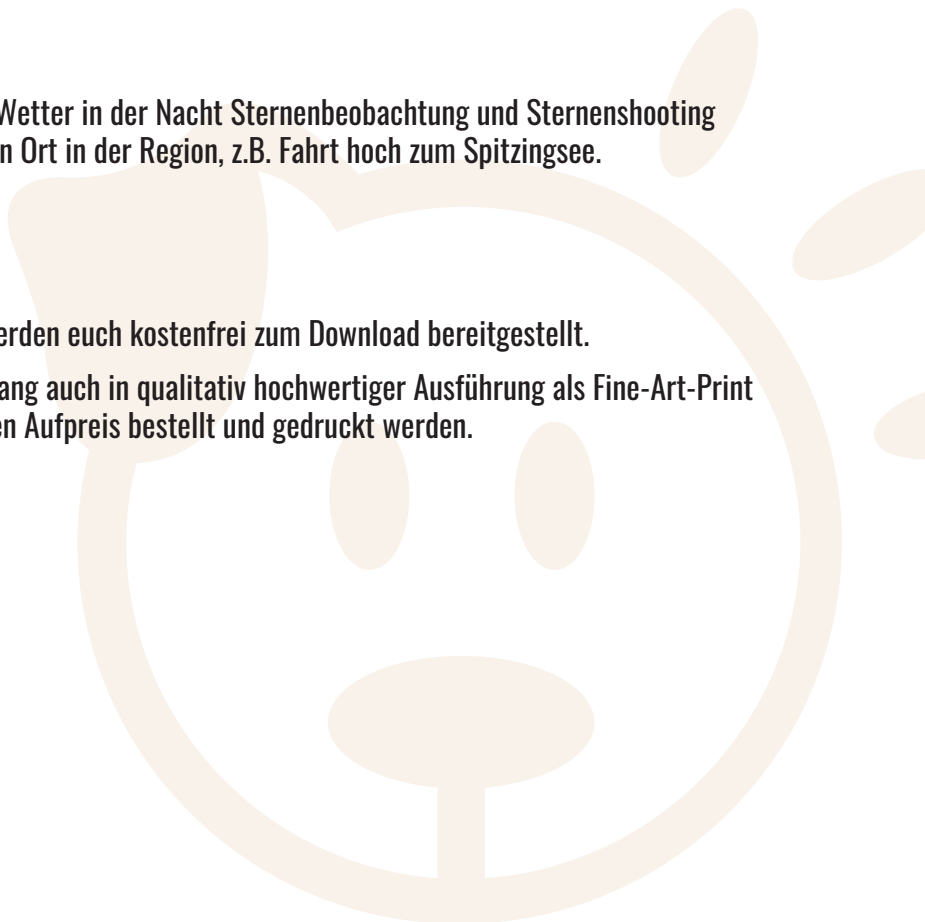 Wetter in der Nacht Sternenbeobachtung und Sternenshooting
n Ort in der Region, z.B. Fahrt hoch zum Spitzingsee.
erden euch kostenfrei zum Download bereitgestellt.
ang auch in qualitativ hochwertiger Ausführung als Fine-Art-Print
en Aufpreis bestellt und gedruckt werden.